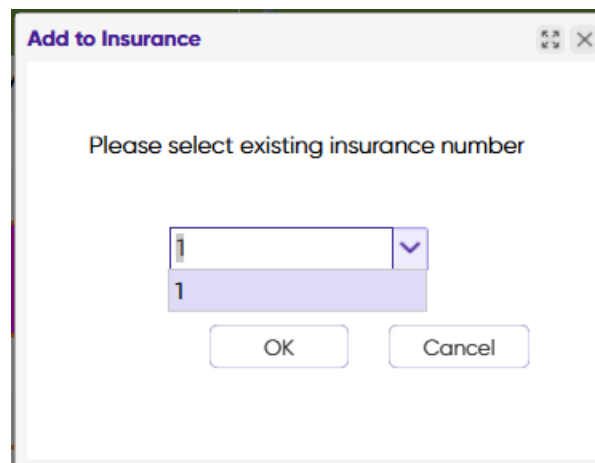 Add to Insurance
Please select existing insurance number
1
1
OK
Cancel